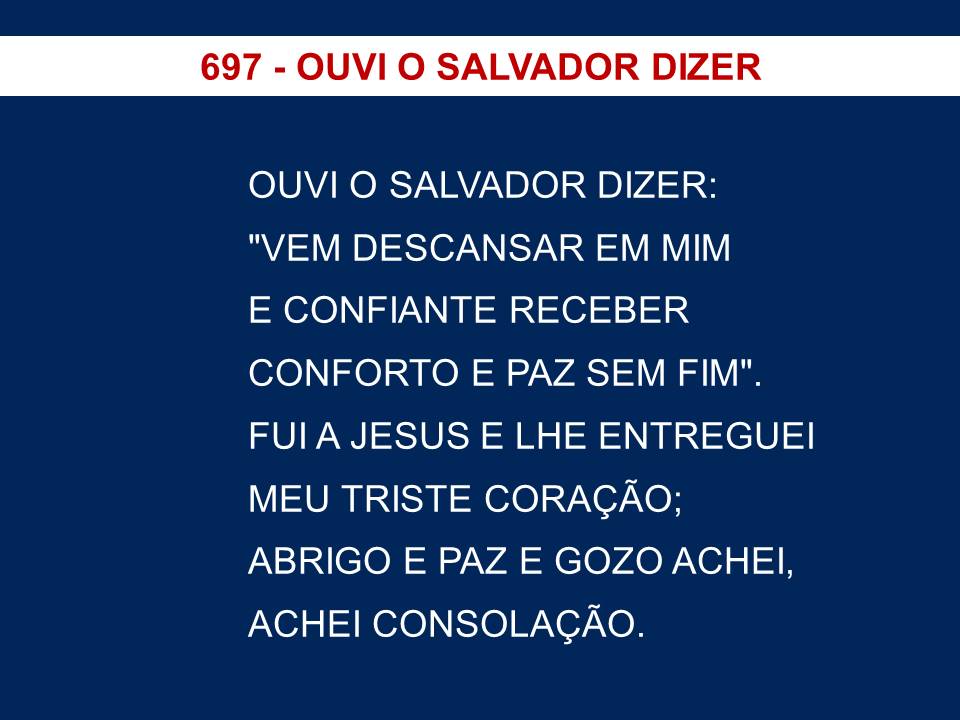 697 - OUVI O SALVADOR DIZER
OUVI O SALVADOR DIZER:
"VEM DESCANSAR EM MIM
E CONFIANTE RECEBER
CONFORTO E PAZ SEM FIM".
FUI A JESUS E LHE ENTREGUEI
MEU TRISTE CORAÇÃO;
ABRIGO E PAZ E GOZO ACHEI,
ACHEI CONSOLAÇÃO.